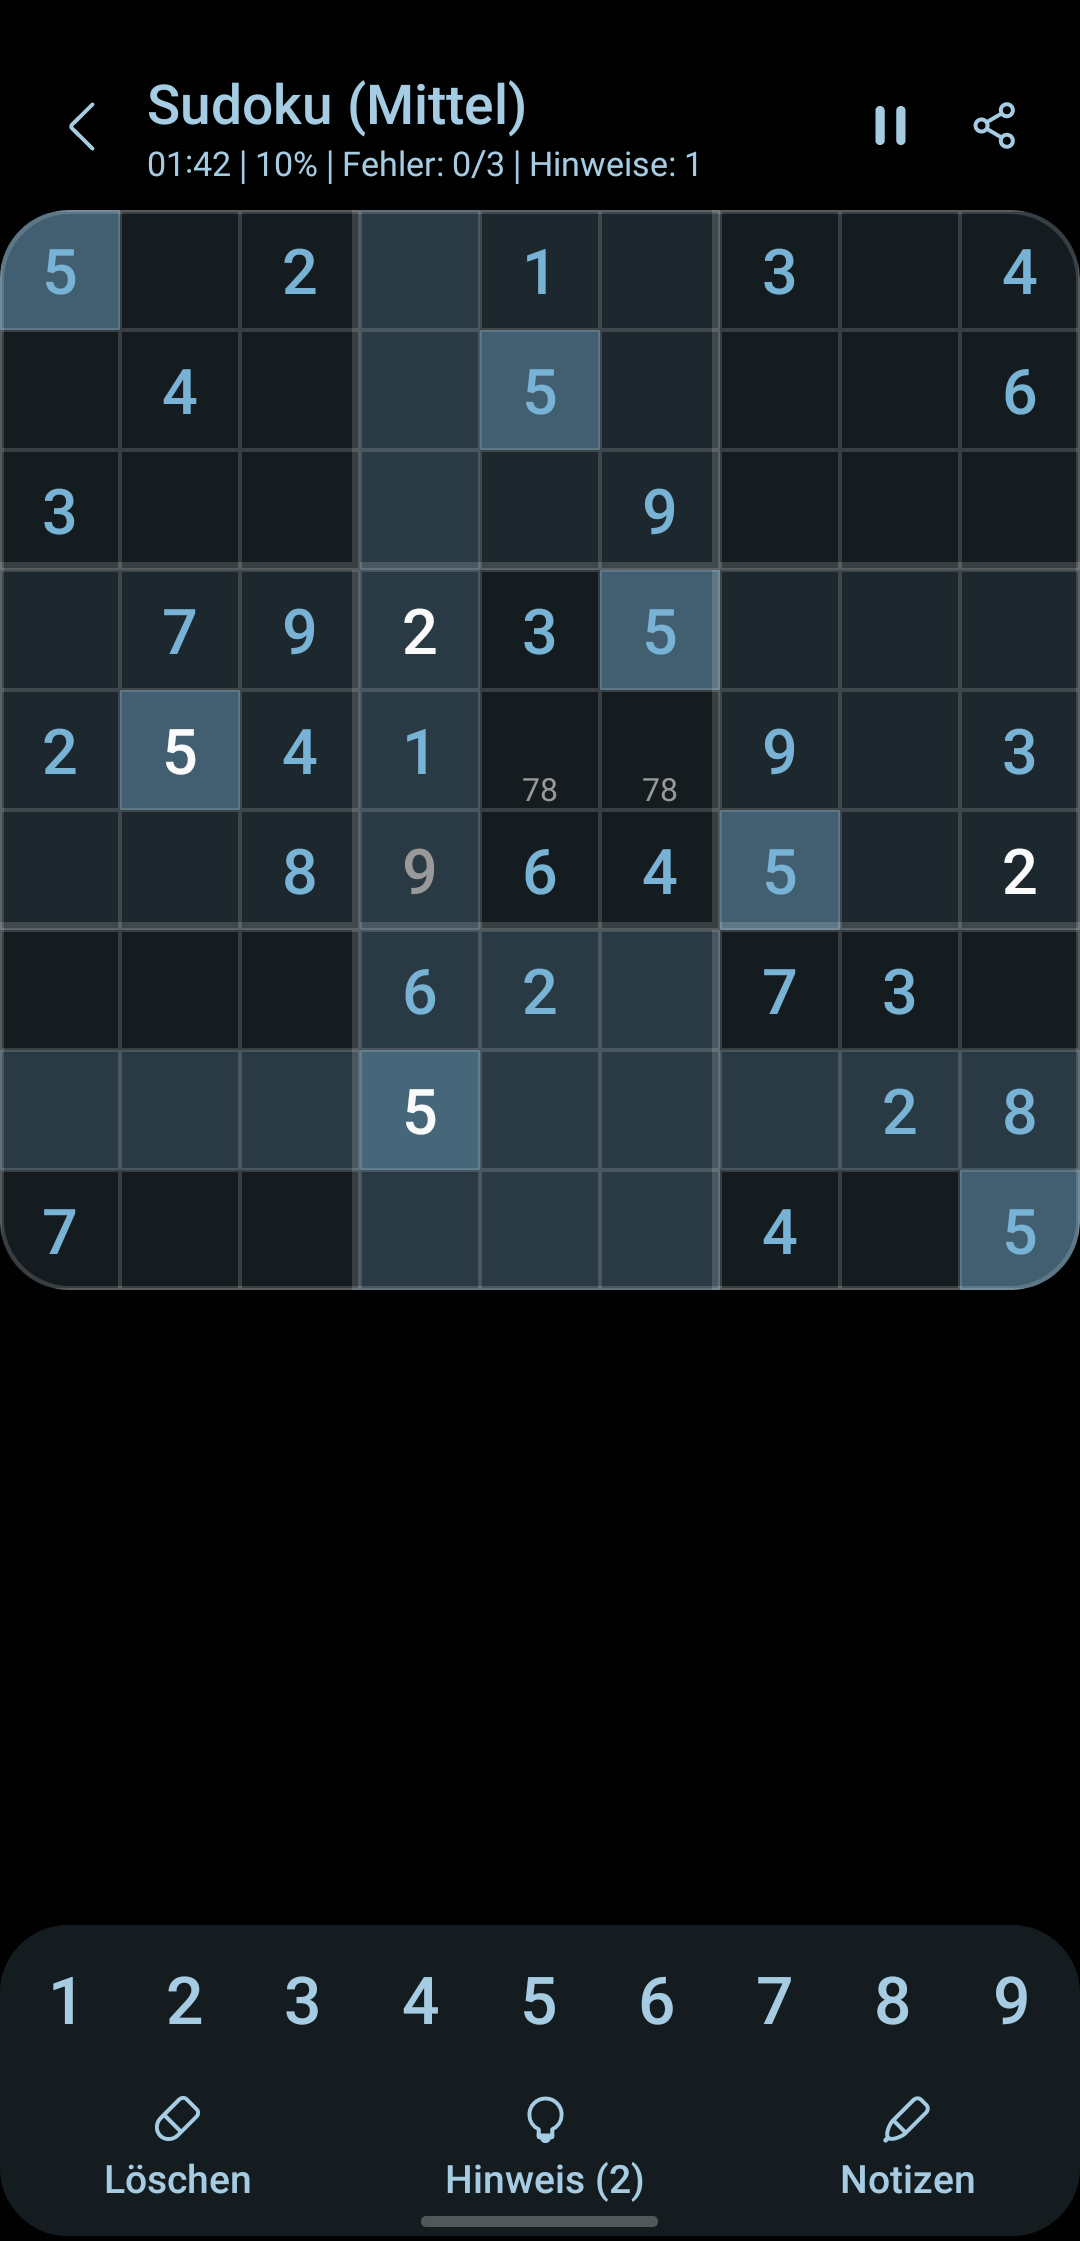 Sudoku (Mittel)
01:42 | 10% | Fehler: 0/3 | Hinweise: 1
5 2 1 3 4
4 5 6
3 9
7 9 2 3 5
2 5 4 1 78 78 9 3
8 9 6 4 5 2
6 2 7 3
5 2 8
7 4 5
1 2 3 4 5 6 7 8 9
Löschen Hinweis (2) Notizen